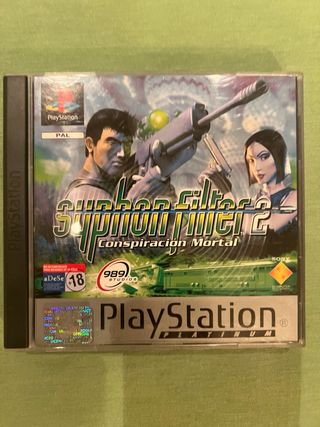 PlayStation
PAL
PlayStation
syphon filter 2
Conspiración Mortal
aDeSe
18
989
STUDIOS
SONY
PlayStation®
PLATINUM